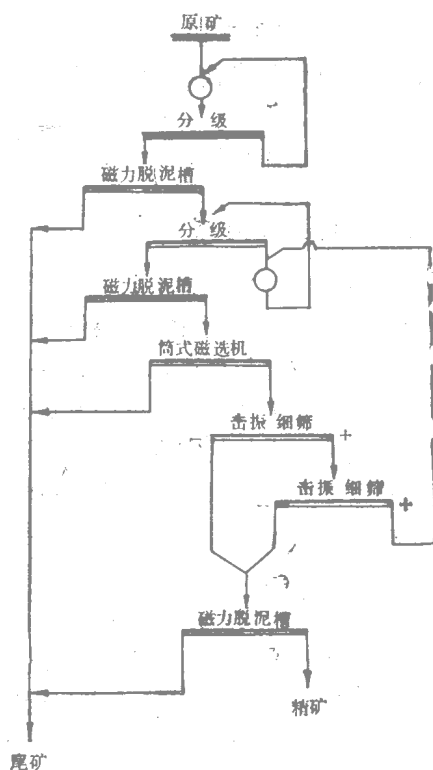 原矿
分级
磁力脱泥槽
分级
磁力脱泥槽
筒式磁选机
击振 细筛
- +
击振 细筛
- +
磁力脱泥槽
精矿
尾矿